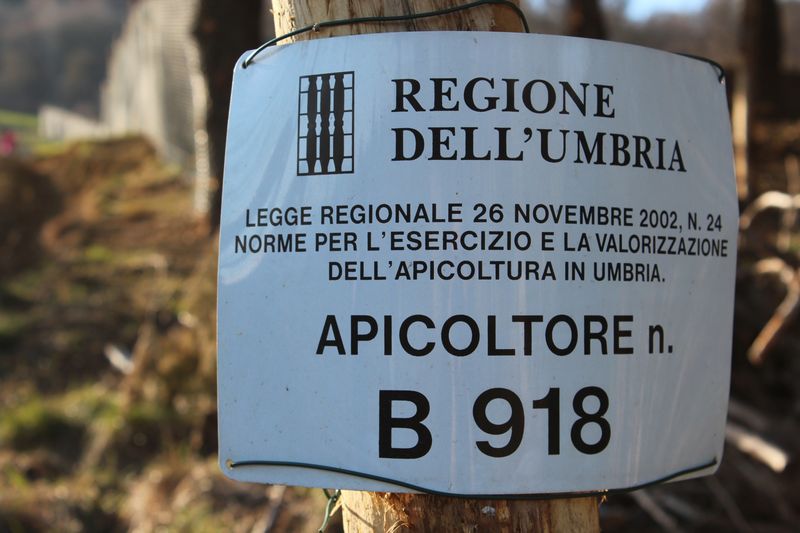 REGIONE
DELL'UMBRIA
LEGGE REGIONALE 26 NOVEMBRE 2002, N. 24
NORME PER L'ESERCIZIO E LA VALORIZZAZIONE
DELL'APICOLTURA IN UMBRIA.
APICOLTORE n.
B 918